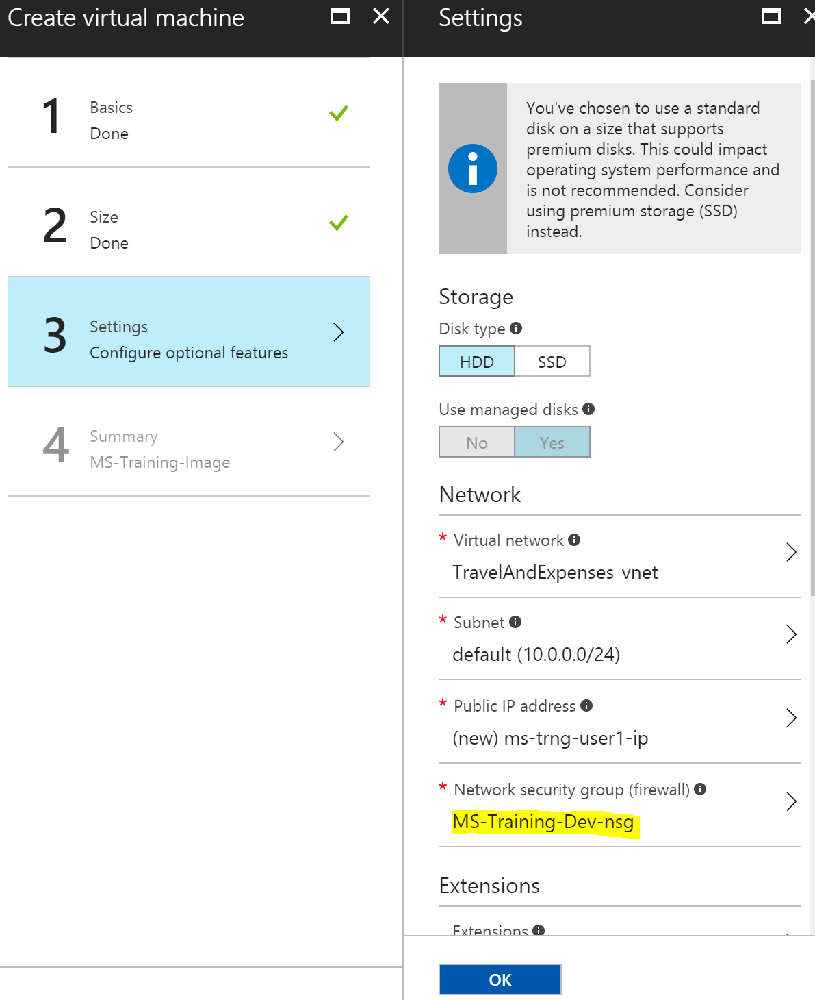 Create virtual machine
1
Basics
Done
2
Size
Done
3
Settings
Configure optional features
4
Summary
MS-Training-Image
Settings
You've chosen to use a standard
disk on a size that supports
premium disks. This could impact
operating system performance and
is not recommended. Consider
using premium storage (SSD)
instead.
Storage
Disk type
HDD SSD
Use managed disks
No Yes
Network
* Virtual network
TravelAndExpenses-vnet
* Subnet
default (10.0.0.0/24)
* Public IP address
(new) ms-trng-user1-ip
* Network security group (firewall)
MS-Training-Dev-nsg
Extensions
Extensions
OK